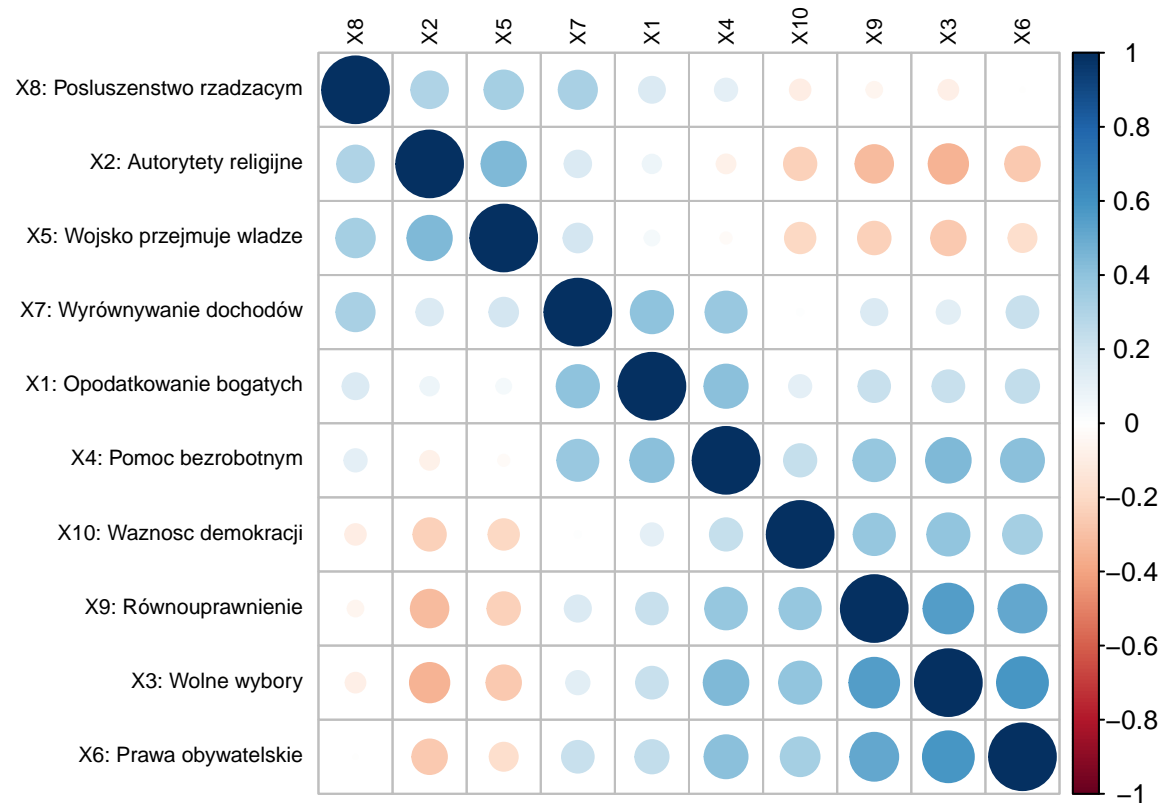 X8 X2 X5 X7 X1 X4 X10 X9 X3 X6
X8: Posluszenstwo rzadzacym
X2: Autorytety religijne
X5: Wojsko przejmuje wladze
X7: Wyrównywanie dochodów
X1: Opodatkowanie bogatych
X4: Pomoc bezrobotnym
X10: Waznosc demokracji
X9: Równouprawnienie
X3: Wolne wybory
X6: Prawa obywatelskie
1
0.8
0.6
0.4
0.2
0
−0.2
−0.4
−0.6
−0.8
−1